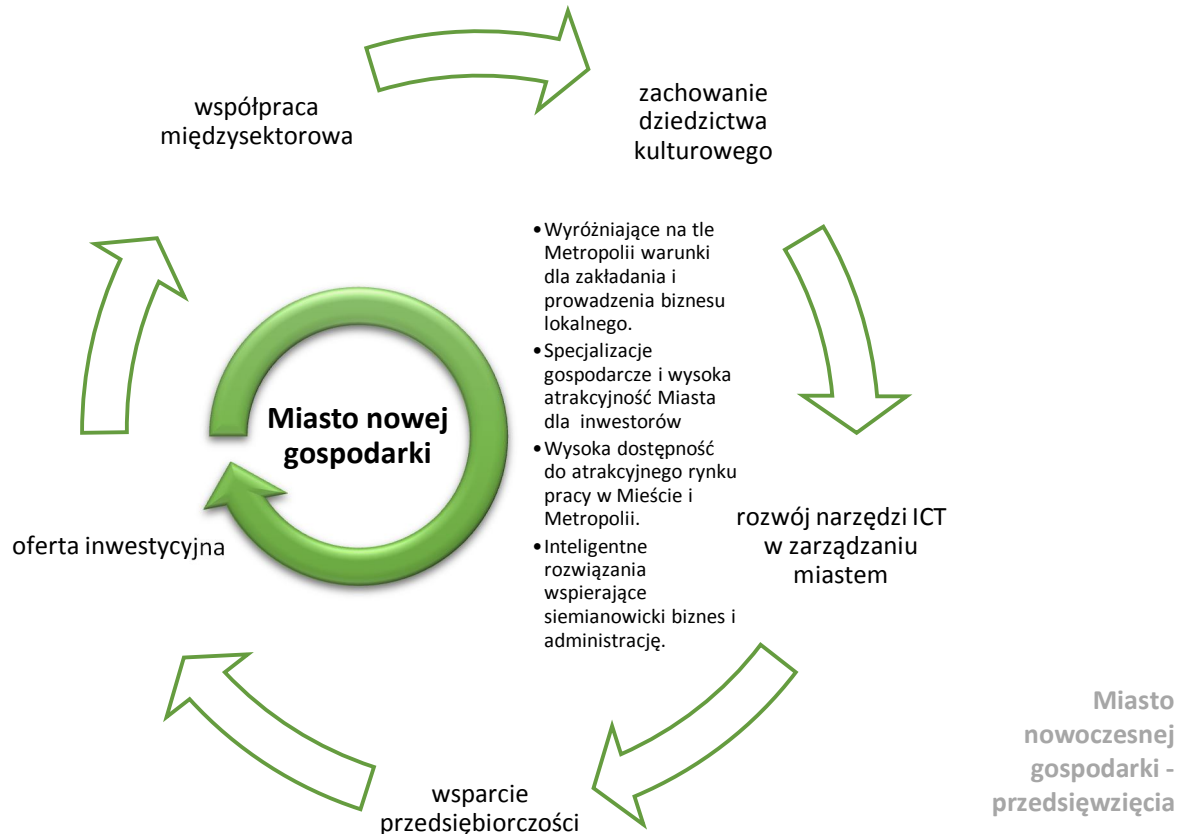 współpraca
międzysektorowa
zachowanie
dziedzictwa
kulturowego
•Wyróżniające na tle
Metropolii warunki
dla zakładania i
prowadzenia biznesu
lokalnego.
•Specjalizacje
gospodarcze i wysoka
atrakcyjność Miasta
dla inwestorów
•Wysoka dostępność
do atrakcyjnego rynku
pracy w Mieście i
Metropolii.
•Inteligentne
rozwiązania
wspierające
siemianowicki biznes i
administrację.
Miasto nowej
gospodarki
rozwój narzędzi ICT
w zarządzaniu
miastem
oferta inwestycyjna
wsparcie
przedsiębiorczości
Miasto
nowoczesnej
gospodarki -
przedsięwzięcia